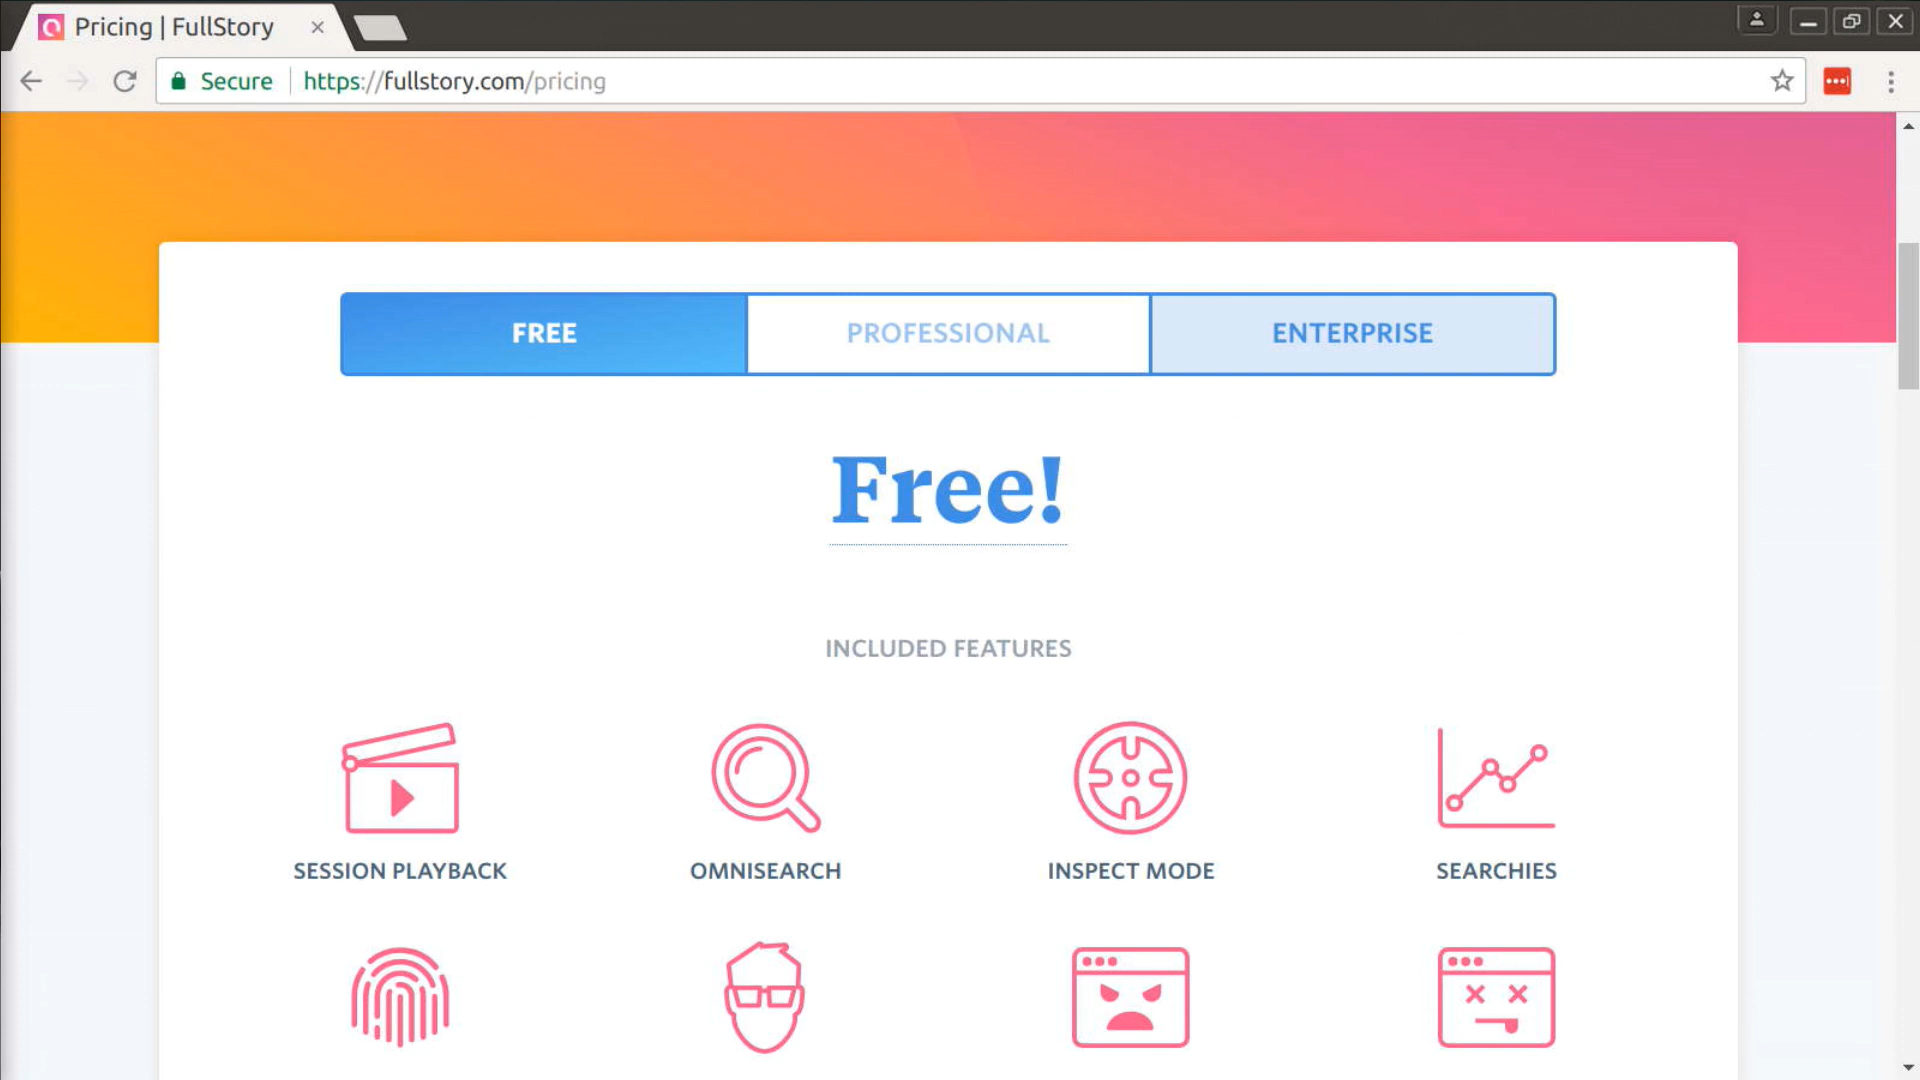 Pricing | FullStory
Secure https://fullstory.com/pricing
FREE PROFESSIONAL ENTERPRISE
Free!
INCLUDED FEATURES
SESSION PLAYBACK OMNISEARCH INSPECT MODE SEARCHIES